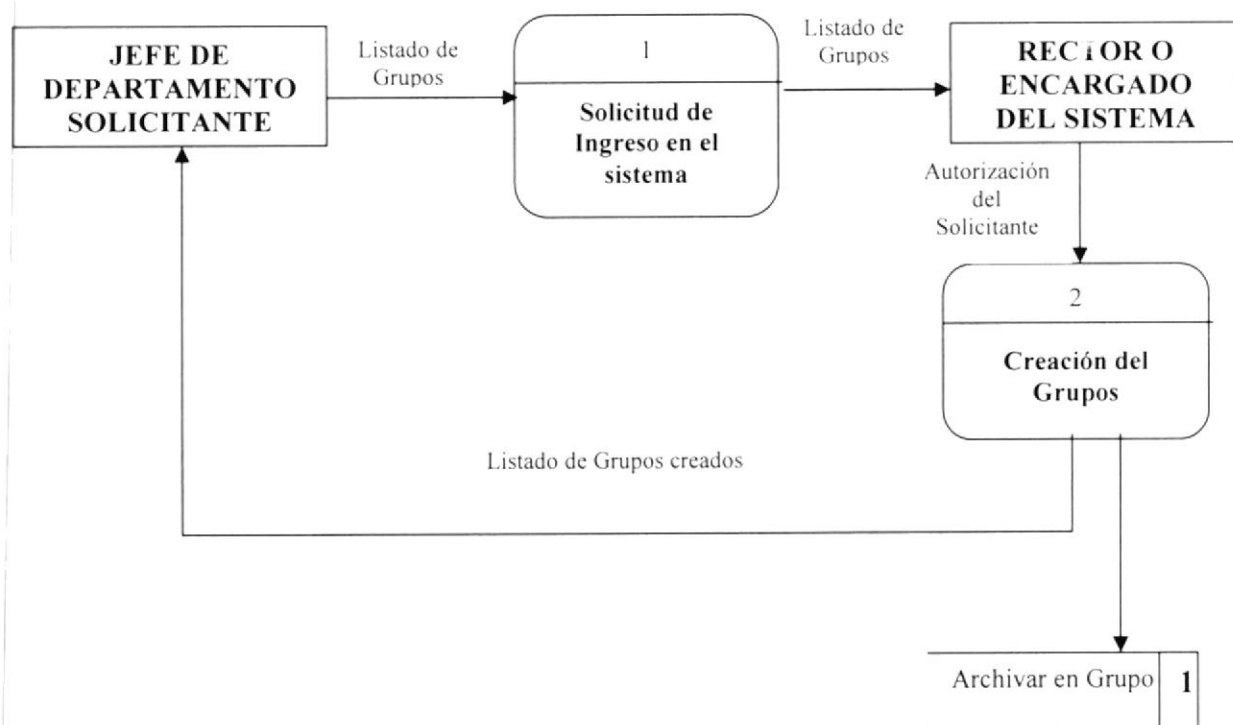 JEFE DE
DEPARTAMENTO
SOLICITANTE
Listado de
Grupos
1
Solicitud de
Ingreso en el
sistema
Listado de
Grupos
RECTOR O
ENCARGADO
DEL SISTEMA
Autorización
del
Solicitante
2
Creación del
Grupos
Listado de Grupos creados
Archivar en Grupo
1